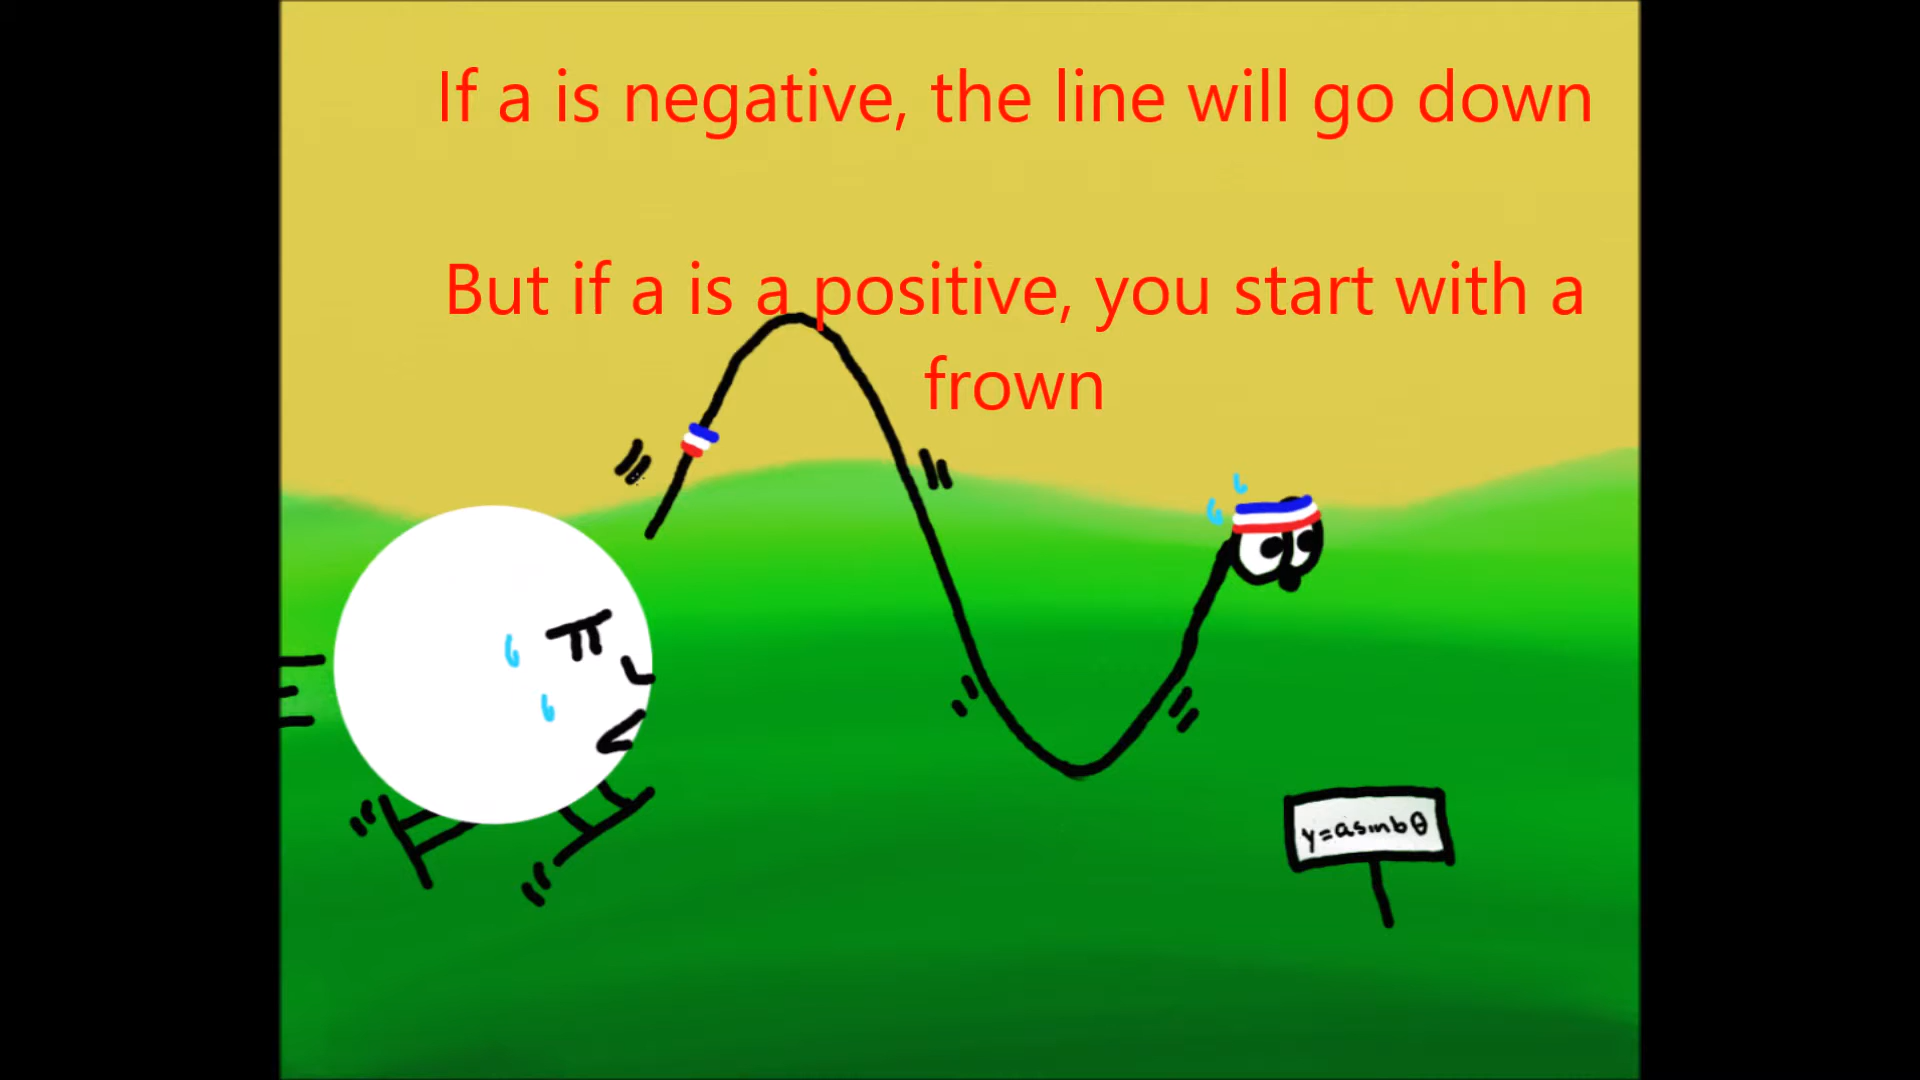 If a is negative, the line will go down
But if a is a positive, you start with a
frown
π
y=asinbθ